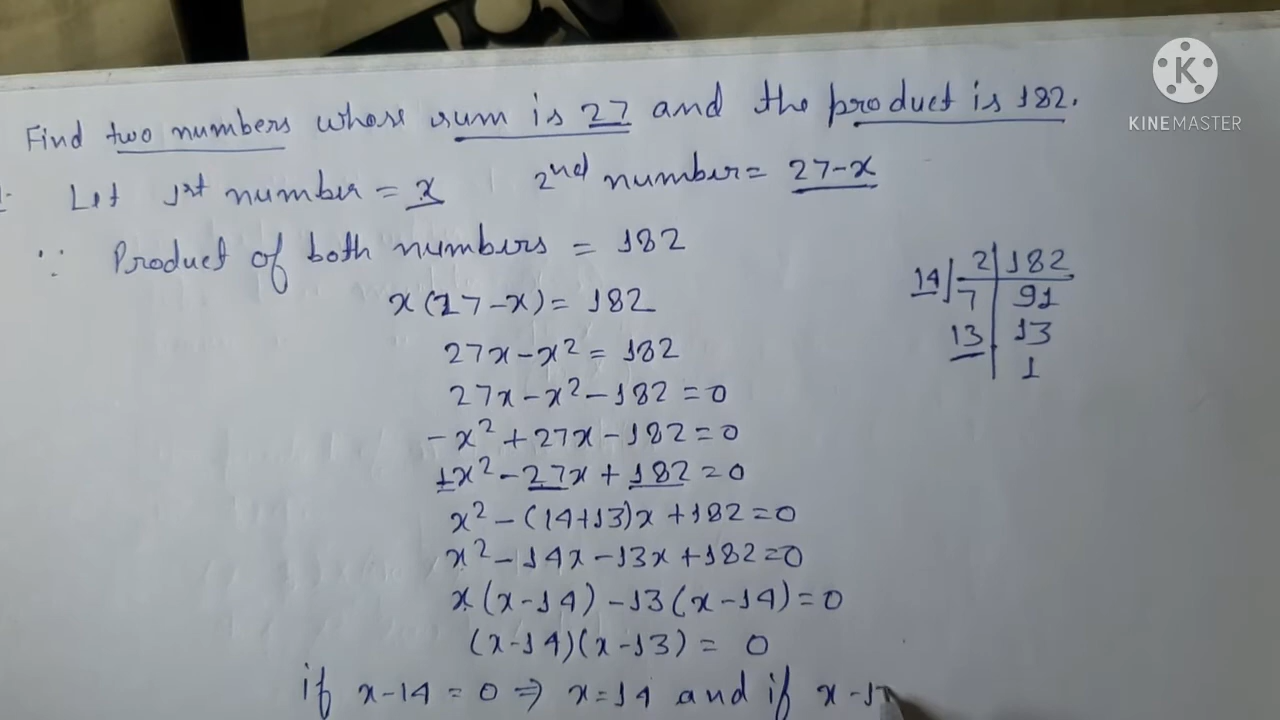 KINEMASTER
Find two numbers whose sum is 27 and the product is 182.
Let 1st number = x 2nd number = 27-x
∵ Product of both numbers = 182
x(27-x) = 182
27x-x² = 182
27x-x²-182 = 0
-x²+27x-182 = 0
1x²-27x+182 = 0
x²-(14+13)x+182 = 0
x²-14x-13x+182 = 0
x(x-14)-13(x-14) = 0
(x-14)(x-13) = 0
if x-14 = 0 ⇒ x = 14 and if x-1
14 2 182
7 91
13 13
1